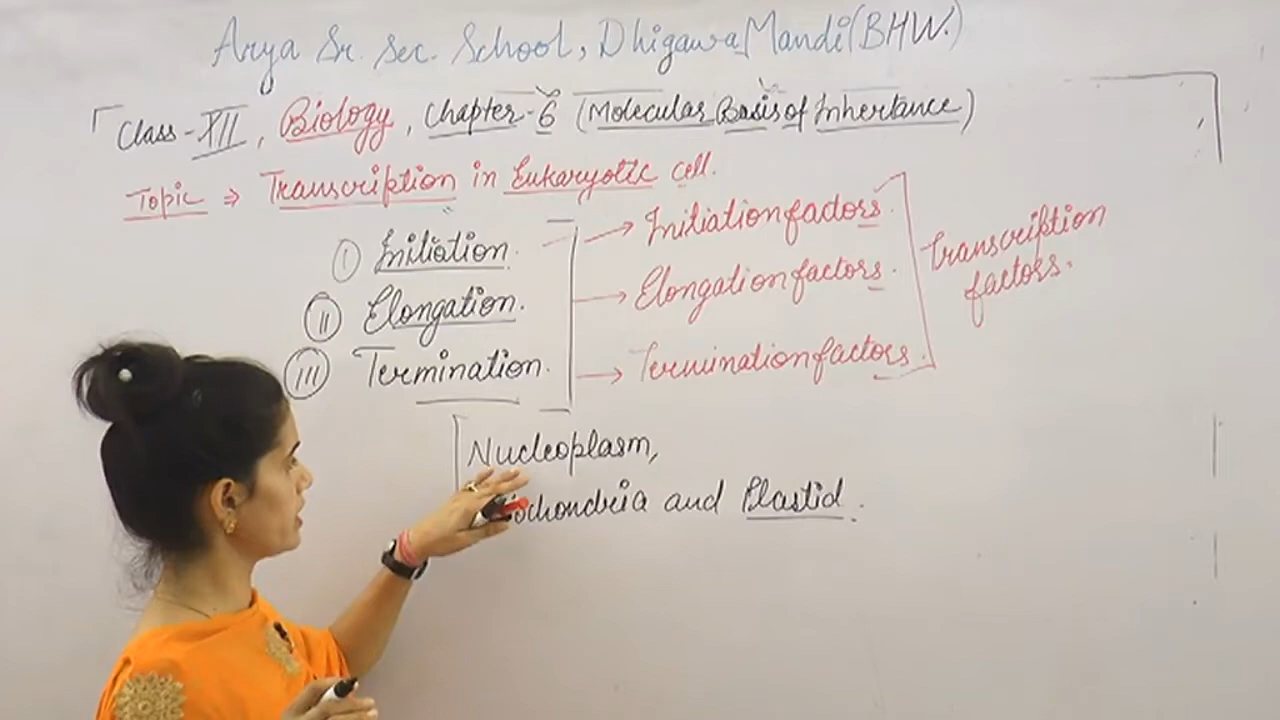 Arya Sr. Sec. School, Dhigawa Mandi (BHW.)
Class-XII, Biology, Chapter-6 (Molecular Basis of Inhertance)
Topic ⇒ Transcription in Eukaryotic cell.
(I) Initiation. → Initiation factors.
(II) Elongation. → Elongation factors.
(III) Termination. → Termination factors.
Transcription
factors.
Nucleoplasm,
and Plastid.